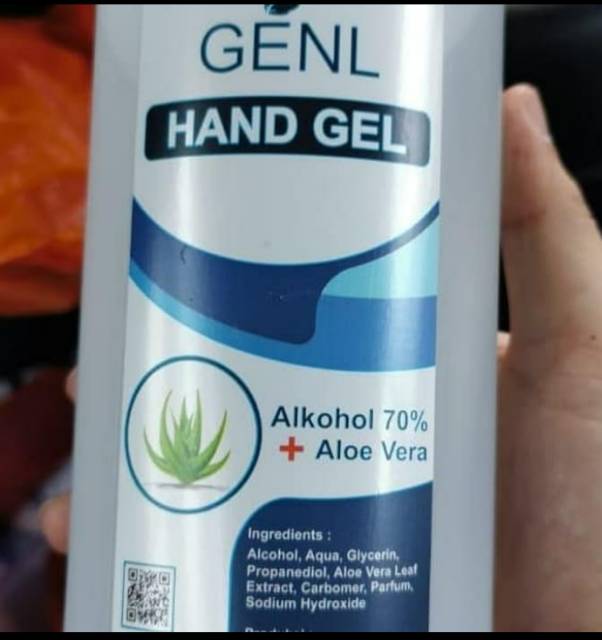 GENL
HAND GEL
Alkohol 70%
+ Aloe Vera
Ingredients :
Alcohol, Aqua, Glycerin,
Propanediol, Aloe Vera Leaf
Extract, Carbomer, Parfum,
Sodium Hydroxide